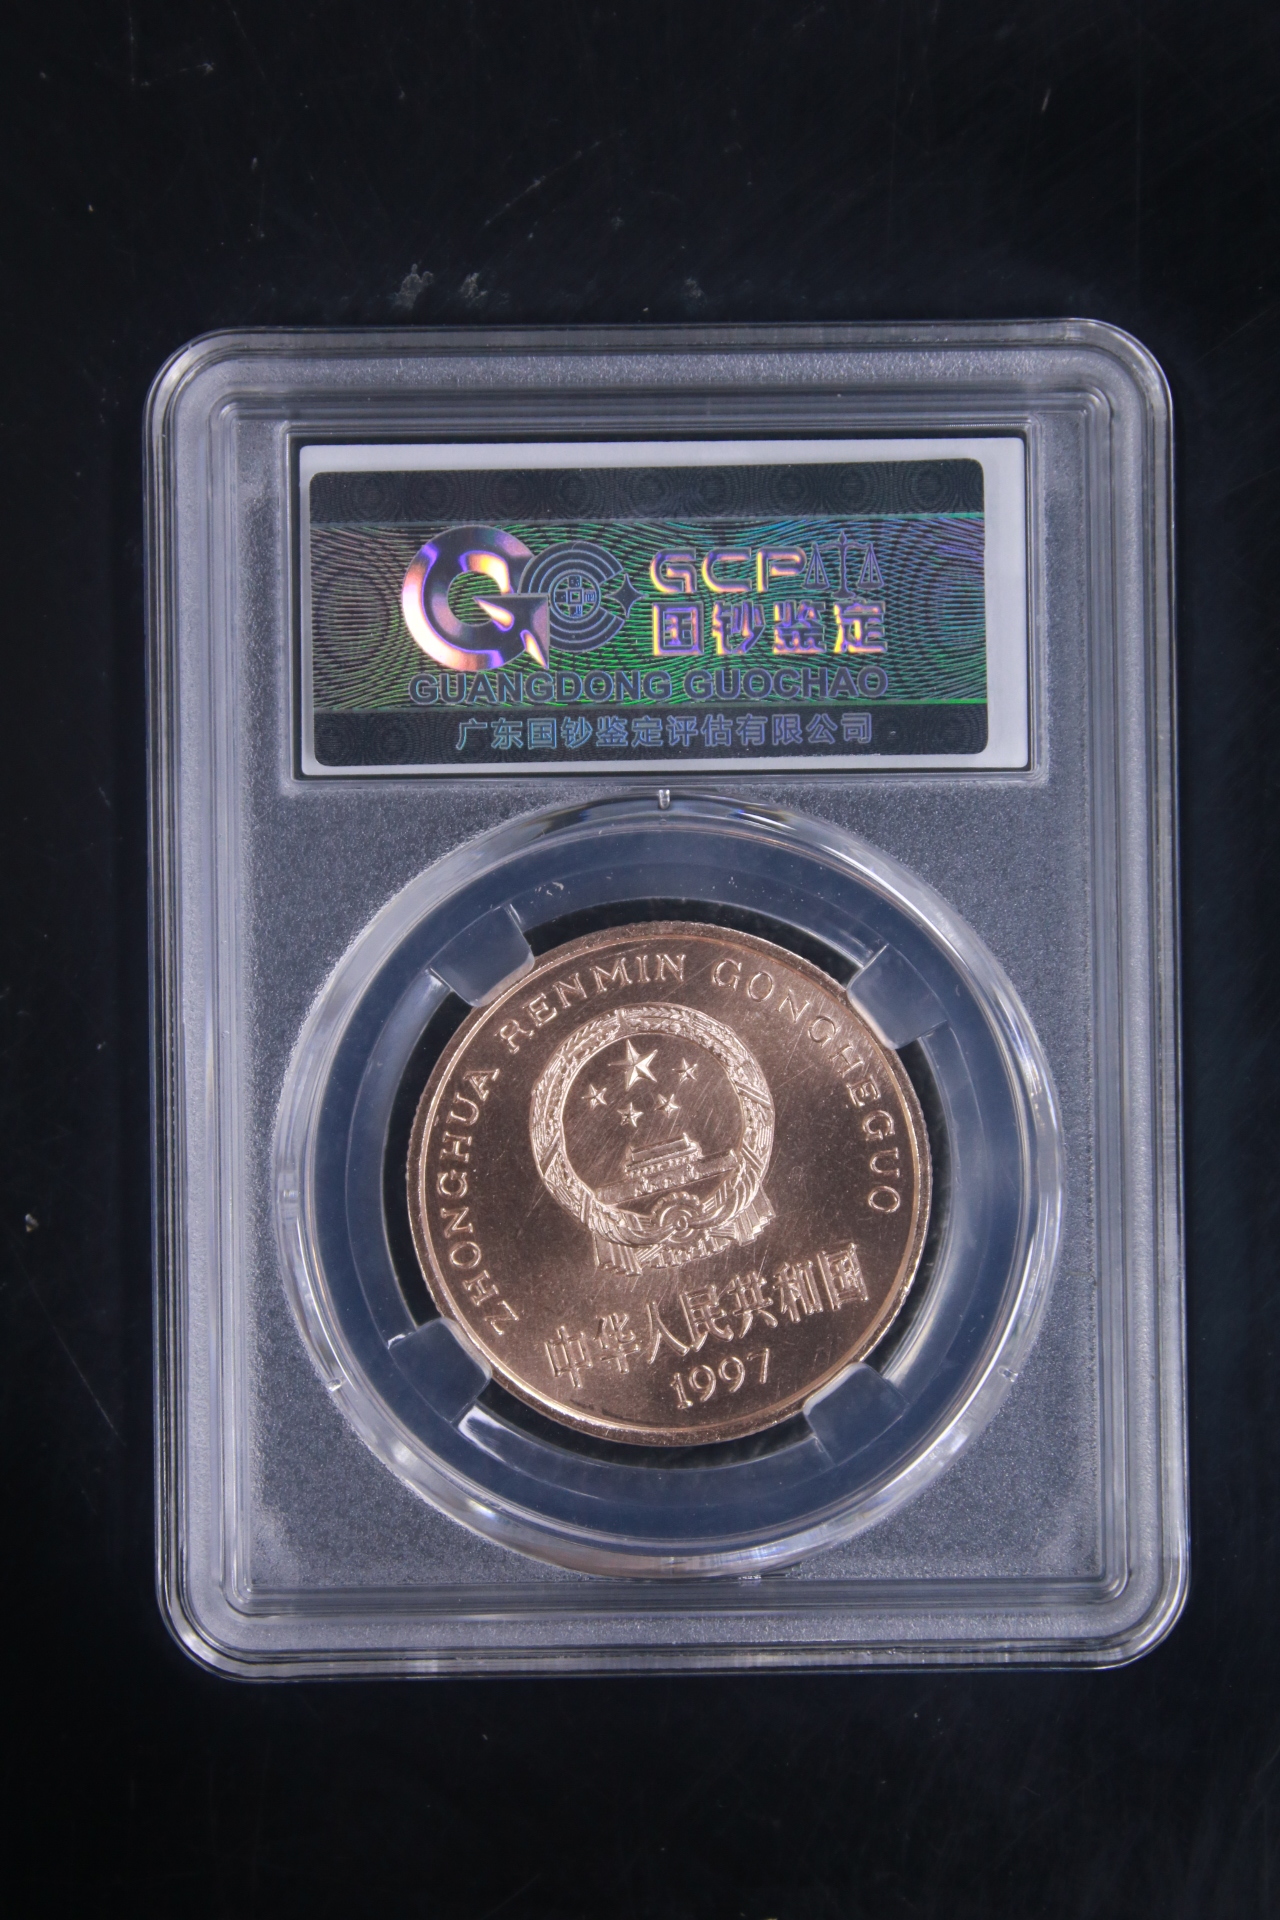 GCP
国钞鉴定
GUANGDONG GUOCHAO
广东国钞鉴定评估有限公司
ZHONGHUA RENMIN GONGHEGUO
中华人民共和国
1997